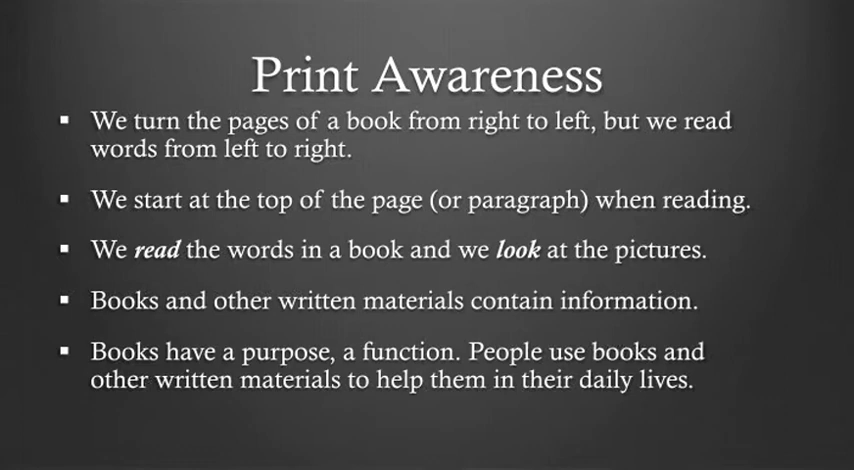 Print Awareness
▪ We turn the pages of a book from right to left, but we read
words from left to right.
▪ We start at the top of the page (or paragraph) when reading.
▪ We read the words in a book and we look at the pictures.
▪ Books and other written materials contain information.
▪ Books have a purpose, a function. People use books and
other written materials to help them in their daily lives.